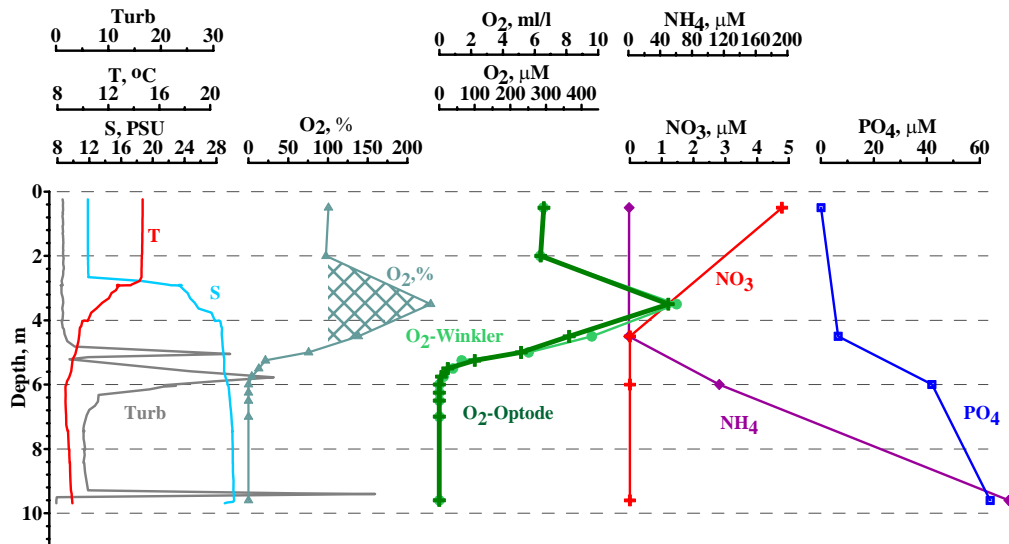 Turb
0 10 20 30
T, °C
8 12 16 20
S, PSU
8 12 16 20 24 28
O2, %
0 50 100 150 200
O2, ml/l
0 2 4 6 8 10
O2, µM
0 100 200 300 400
NH4, µM
0 40 80 120 160 200
NO3, µM
0 1 2 3 4 5
PO4, µM
0 20 40 60
Depth, m
0
2
4
6
8
10
T
S
Turb
O2,%
O2-Winkler
O2-Optode
NO3
NH4
PO4